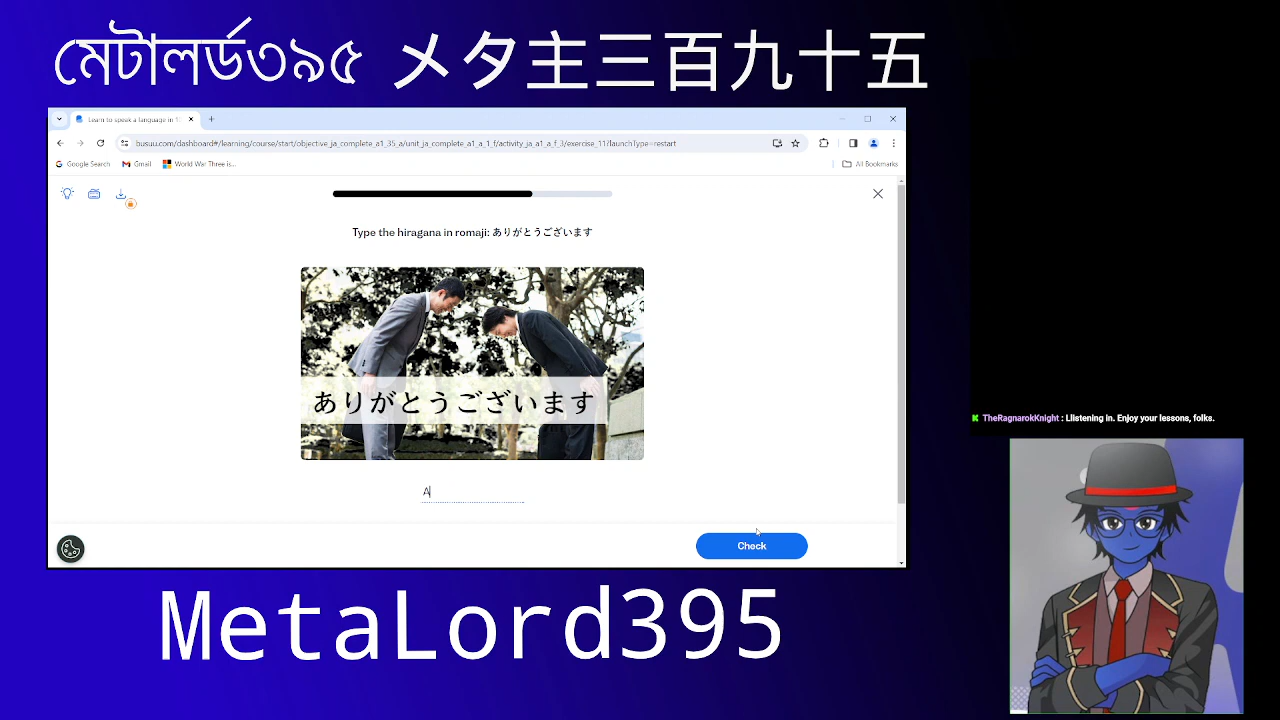 মেটালর্ড৩৯৫ メタ主三百九十五
Learn to speak a language in 10
busuu.com/dashboard#/learning/course/start/objective_ja_complete_a1_35_a/unit_ja_complete_a1_a_1_f/activity_ja_a1_a_f_3/exercise_11/launchType=restart
Google Search Gmail World War Three is... All Bookmarks
Type the hiragana in romaji: ありがとうございます
ありがとうございます
A
Check
TheRagnarokKnight : Llistening in. Enjoy your lessons, folks.
MetaLord395